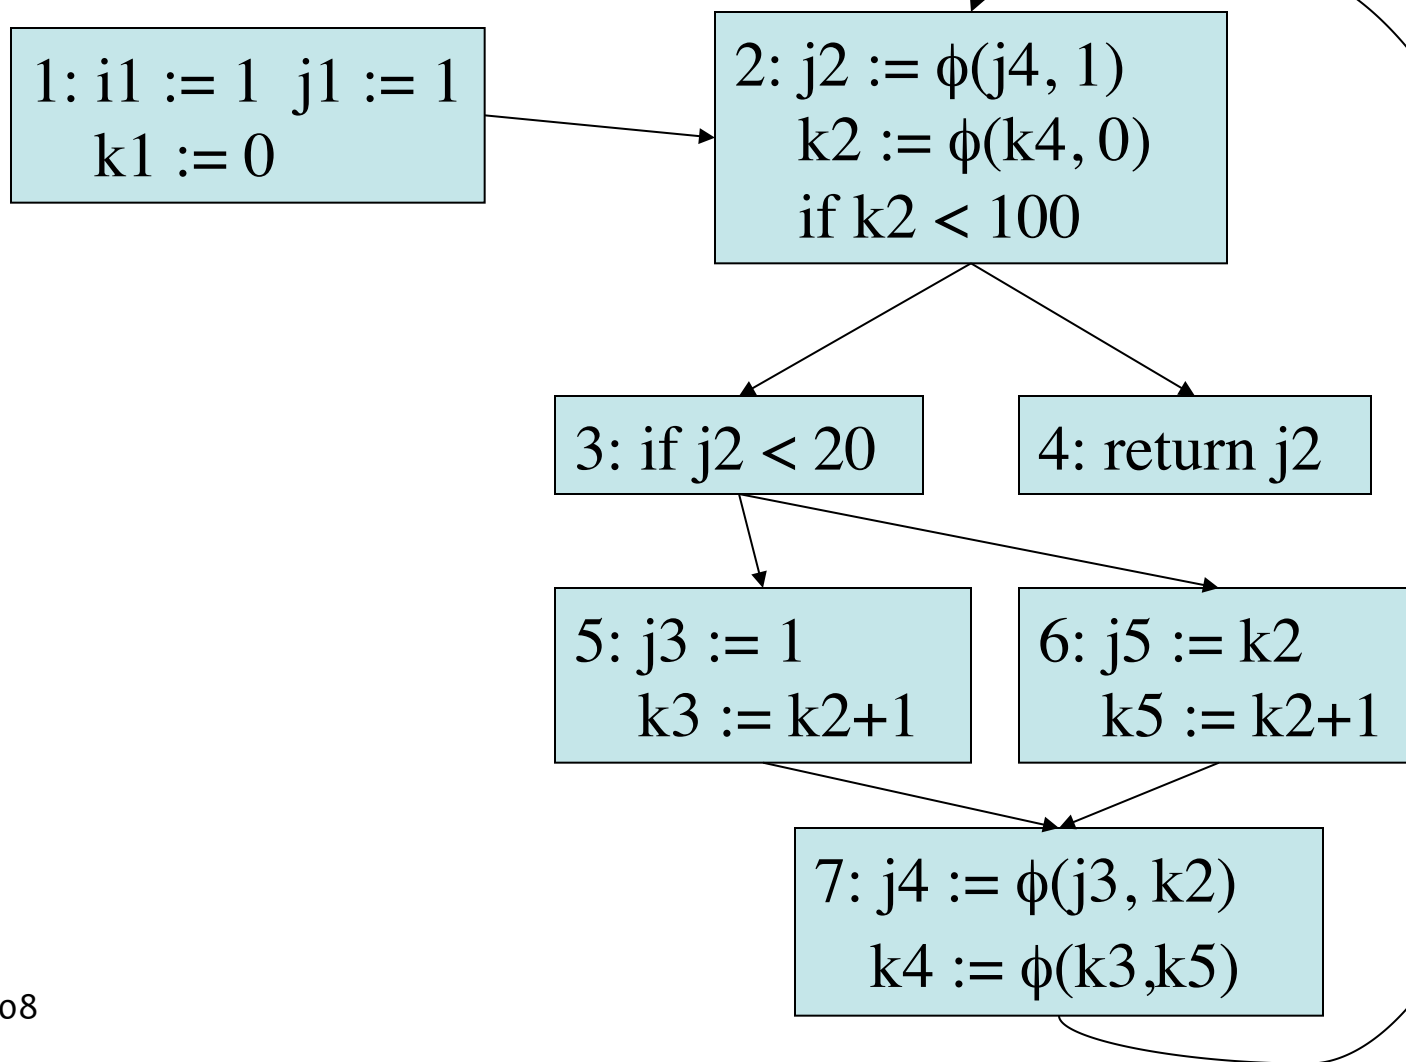 1: i1 := 1 j1 := 1
k1 := 0
2: j2 := ϕ(j4, 1)
k2 := ϕ(k4, 0)
if k2 < 100
3: if j2 < 20
4: return j2
5: j3 := 1
k3 := k2+1
6: j5 := k2
k5 := k2+1
7: j4 := ϕ(j3, k2)
k4 := ϕ(k3,k5)
o8